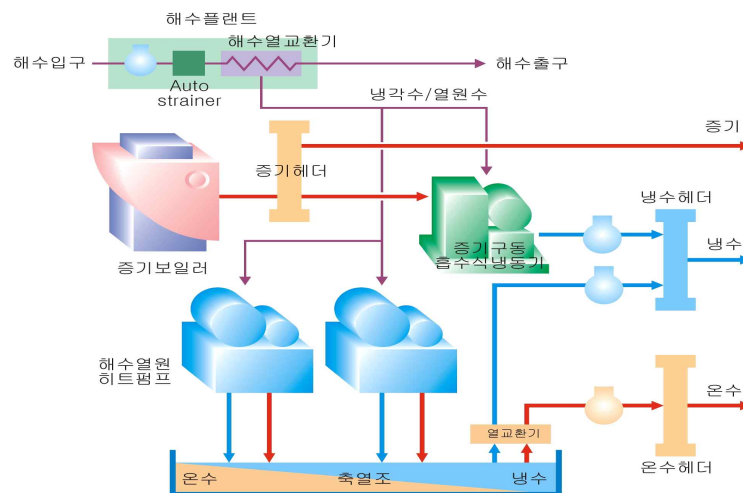 해수플랜트
해수열교환기
해수입구
해수출구
Auto
strainer
냉각수/열원수
증기
증기헤더
냉수헤더
증기구동
흡수식냉동기
냉수
증기보일러
해수열원
히트펌프
온수
열교환기
온수헤더
온수
축열조
냉수